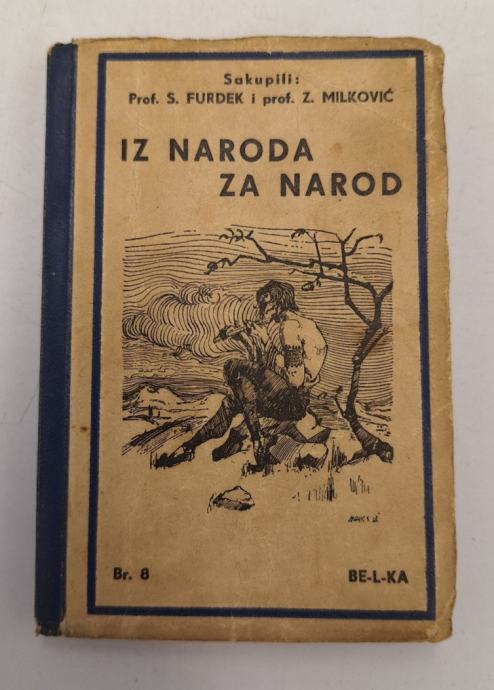 Sakupili:
Prof. S. FURDEK i prof. Z. MILKOVIĆ
IZ NARODA
ZA NAROD
Br. 8
BE-L-KA